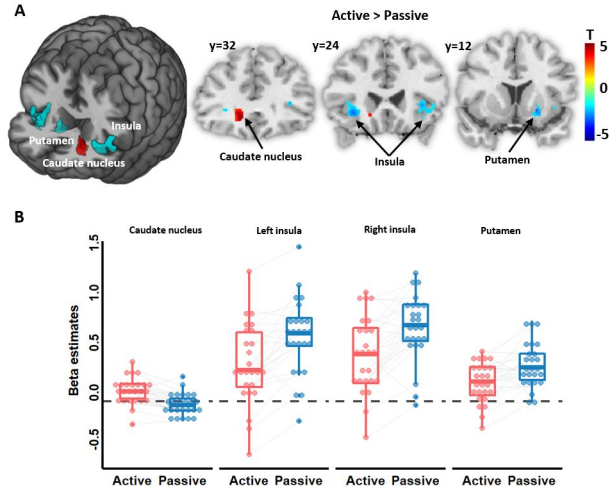 A
Active > Passive
y=32
y=24
y=12
T
5
0
-5
Insula
Putamen
Caudate nucleus
Caudate nucleus
Insula
Putamen
B
Caudate nucleus
Left insula
Right insula
Putamen
Beta estimates
1.5
1.0
0.5
0.0
-0.5
Active Passive
Active Passive
Active Passive
Active Passive